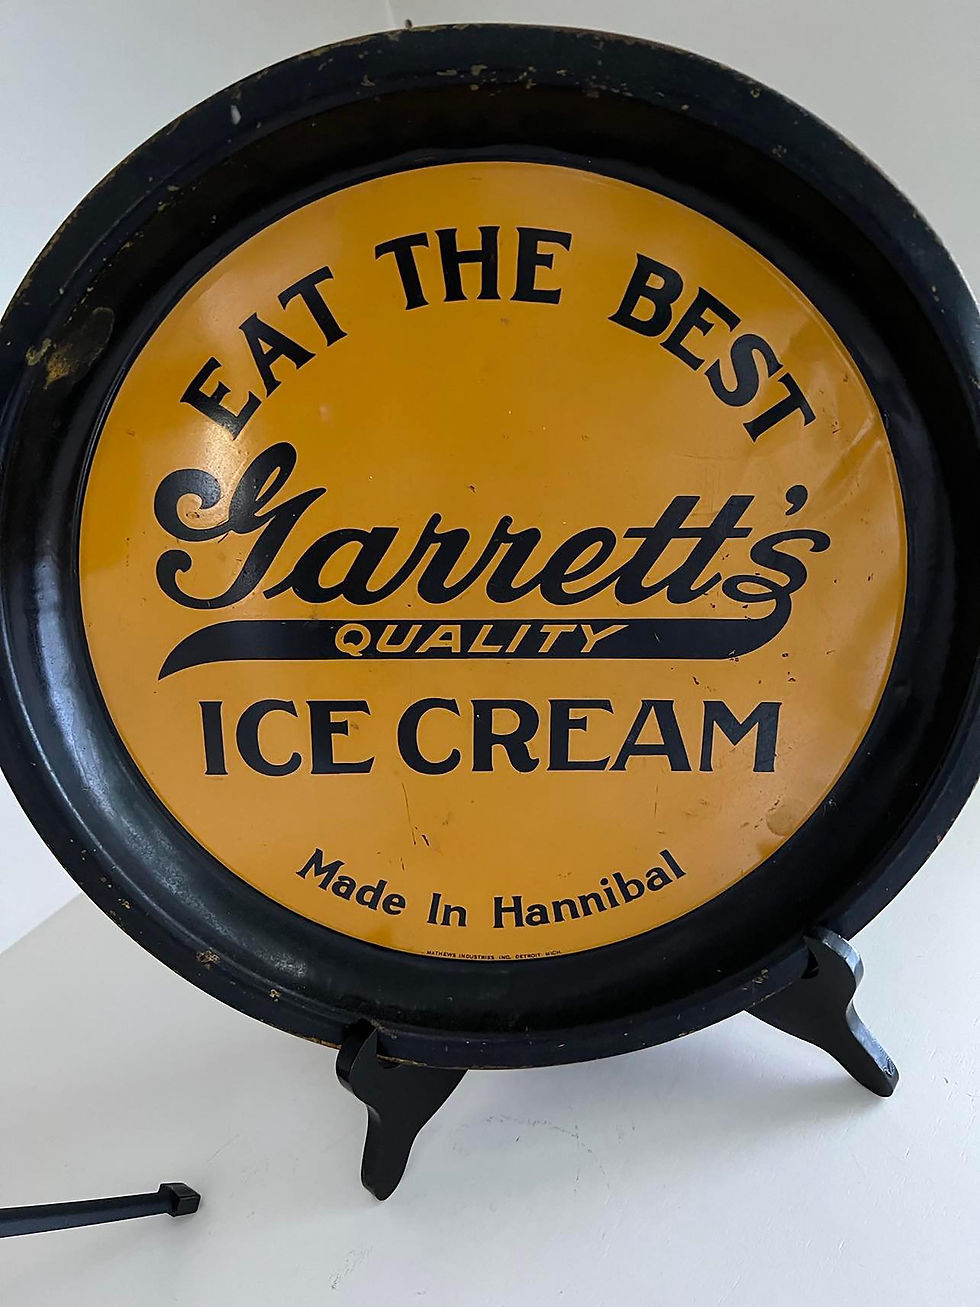 EAT THE BEST
Garrett's
QUALITY
ICE CREAM
Made In Hannibal
MATHEWS INDUSTRIES INC. DETROIT MICH.